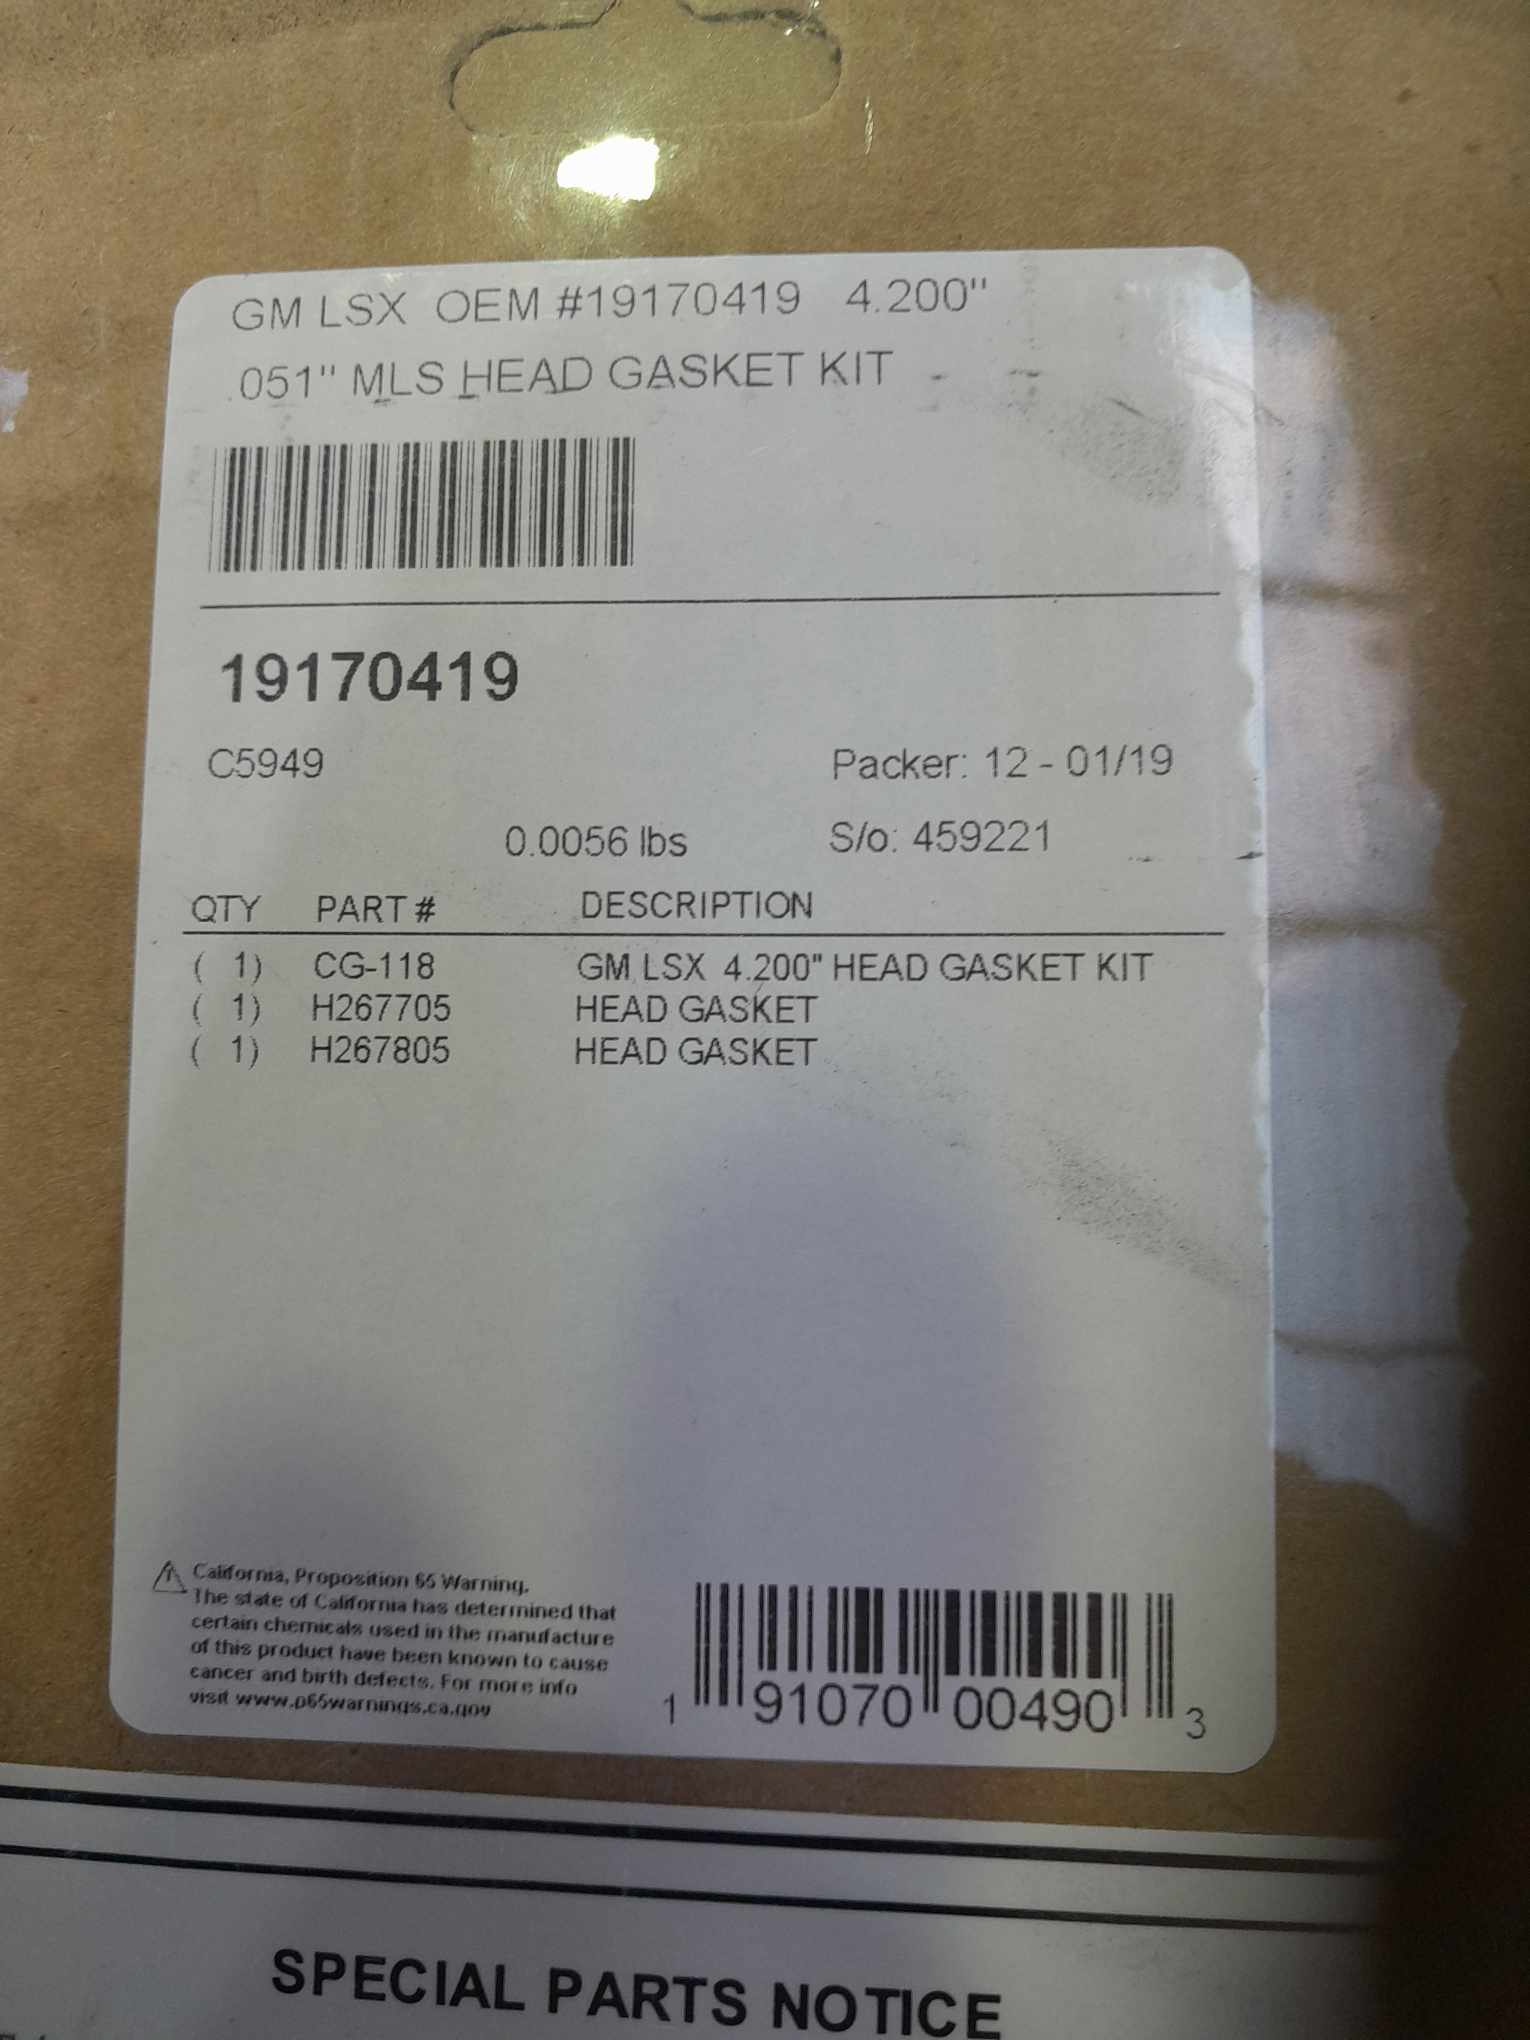 GM LSX OEM #19170419 4.200"
.051" MLS HEAD GASKET KIT
19170419
C5949
Packer: 12 - 01/19
0.0056 lbs
S/o: 459221
QTY PART # DESCRIPTION
( 1) CG-118 GM LSX 4.200" HEAD GASKET KIT
( 1) H267705 HEAD GASKET
( 1) H267805 HEAD GASKET
California, Proposition 65 Warning.
The state of California has determined that
certain chemicals used in the manufacture
of this product have been known to cause
cancer and birth defects. For more info
visit www.p65warnings.ca.gov
1 91070 00490 3
SPECIAL PARTS NOTICE